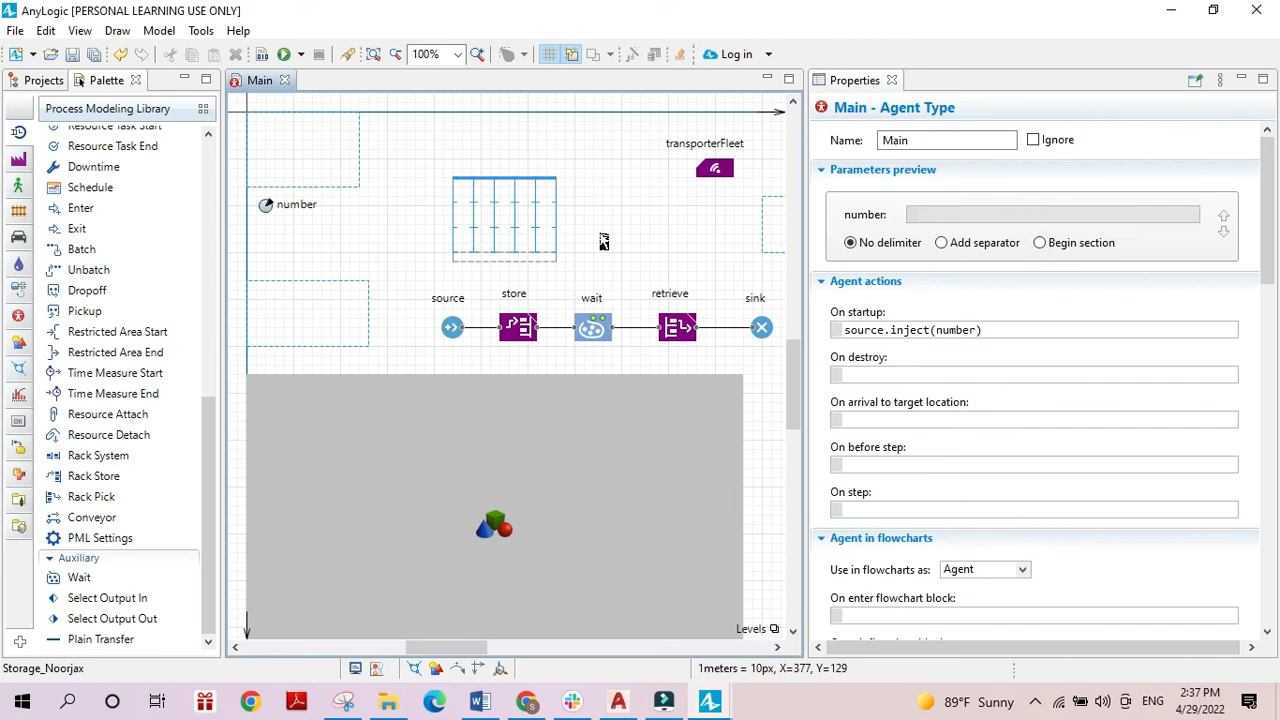 AnyLogic [PERSONAL LEARNING USE ONLY]
File Edit View Draw Model Tools Help
100% Log in
Projects Palette Main Properties
Process Modeling Library
Resource Task Start
Resource Task End
Downtime
Schedule
Enter
Exit
Batch
Unbatch
Dropoff
Pickup
Restricted Area Start
Restricted Area End
Time Measure Start
Time Measure End
Resource Attach
Resource Detach
Rack System
Rack Store
Rack Pick
Conveyor
PML Settings
Auxiliary
Wait
Select Output In
Select Output Out
Plain Transfer
transporterFleet
number
source store wait retrieve sink
Levels
Main - Agent Type
Name: Main Ignore
Parameters preview
number:
No delimiter Add separator Begin section
Agent actions
On startup:
source.inject(number)
On destroy:
On arrival to target location:
On before step:
On step:
Agent in flowcharts
Use in flowcharts as: Agent
On enter flowchart block:
Storage_Noorjax 1meters = 10px, X=377, Y=129
89°F Sunny ENG 2:37 PM
4/29/2022